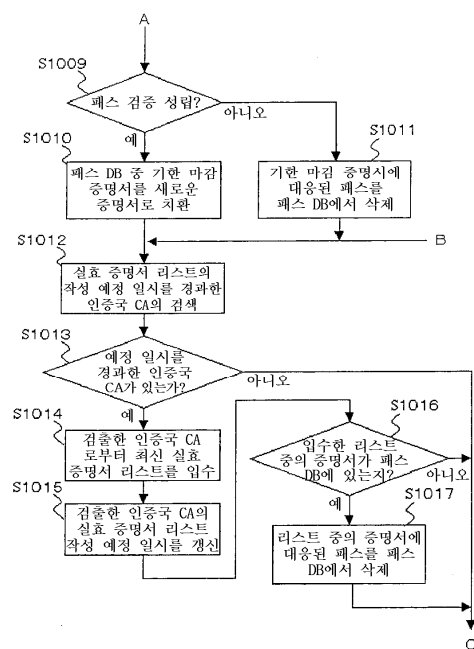 A
S1009
패스 검증 성립?
아니오
예
S1010
패스 DB 중 기한 마감
증명서를 새로운
증명서로 치환
S1011
기한 마김 증명시에
대응된 패스를
패스 DB에서 삭제
B
S1012
실효 증명서 리스트의
작성 예정 일시를 경과한
인증국 CA의 검색
S1013
예정 일시를
경과한 인증국
CA가 있는가?
아니오
예
S1014
검출한 인증국 CA
로부터 최신 실효
증명서 리스트를 입수
S1015
검출한 인증국 CA의
실효 증명서 리스트
작성 예정 일시를 갱신
S1016
입수한 리스트
중의 증명서가 패스
DB에 있는지?
아니오
예
S1017
리스트 중의 증명서에
대응된 패스를 패스
DB에서 삭제
C